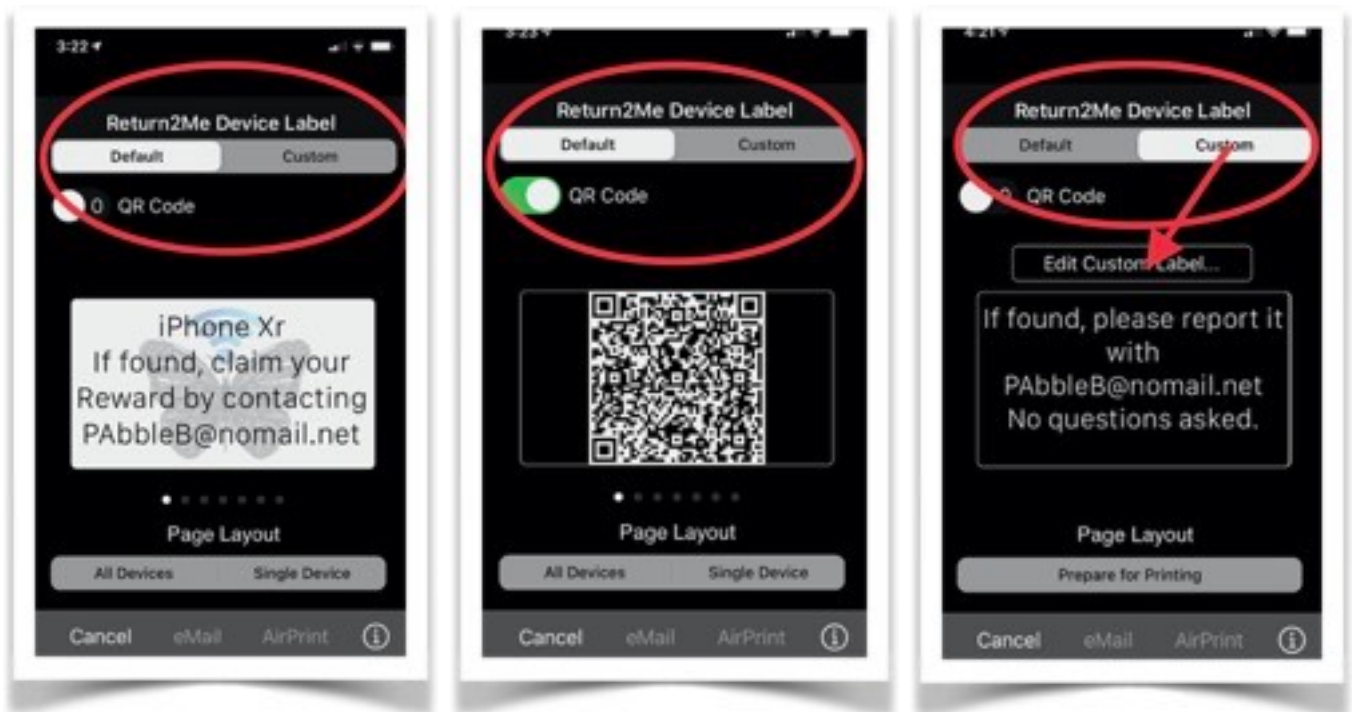 3:22
Return2Me Device Label
Default Custom
0 QR Code
iPhone Xr
If found, claim your
Reward by contacting
PAbbleB@nomail.net
Page Layout
All Devices Single Device
Cancel eMail AirPrint
3:23
Return2Me Device Label
Default Custom
QR Code
Page Layout
All Devices Single Device
Cancel eMail AirPrint
4:21
Return2Me Device Label
Default Custom
QR Code
Edit Custom Label...
If found, please report it
with
PAbbleB@nomail.net
No questions asked.
Page Layout
Prepare for Printing
Cancel eMail AirPrint